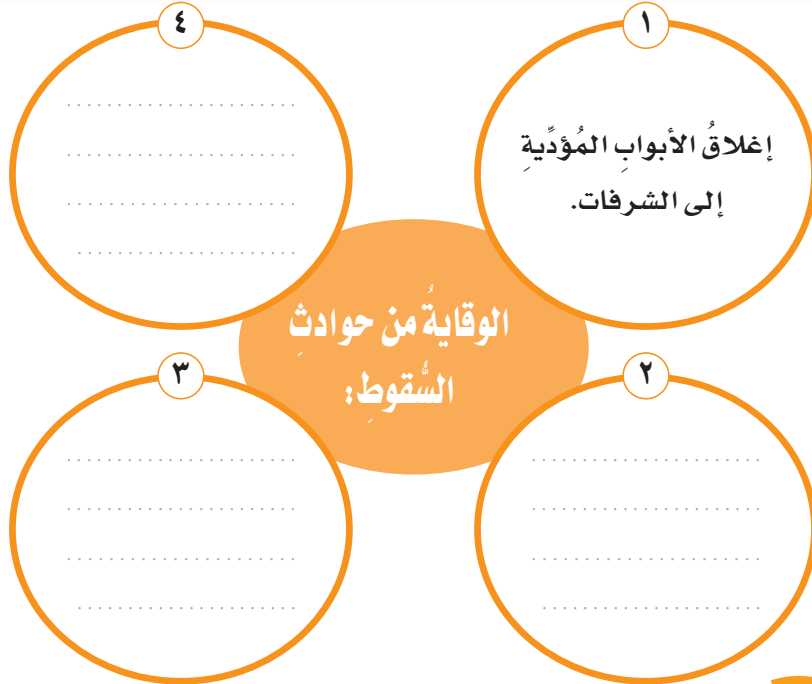 ١
إغلاقُ الأبوابِ المُؤدِّيةِ
إلى الشرفات.
٤
الوقايةُ من حوادثِ
السُّقوطِ:
٢
٣